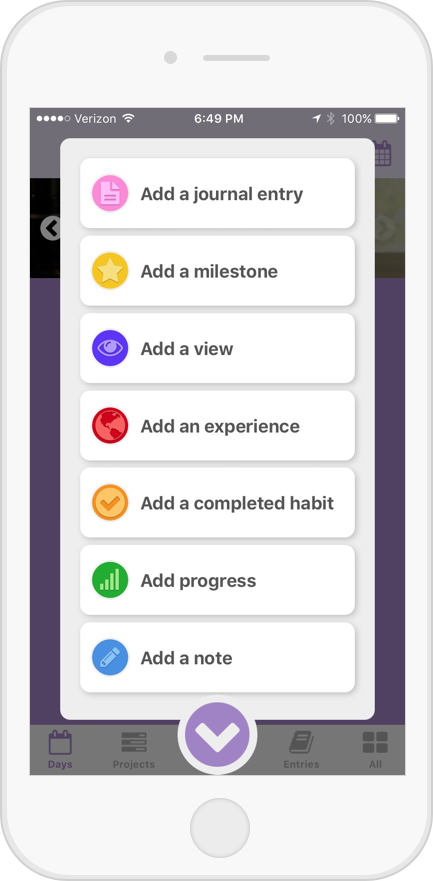 Verizon 6:49 PM 100%
Add a journal entry
Add a milestone
Add a view
Add an experience
Add a completed habit
Add progress
Add a note
Days Projects Entries All